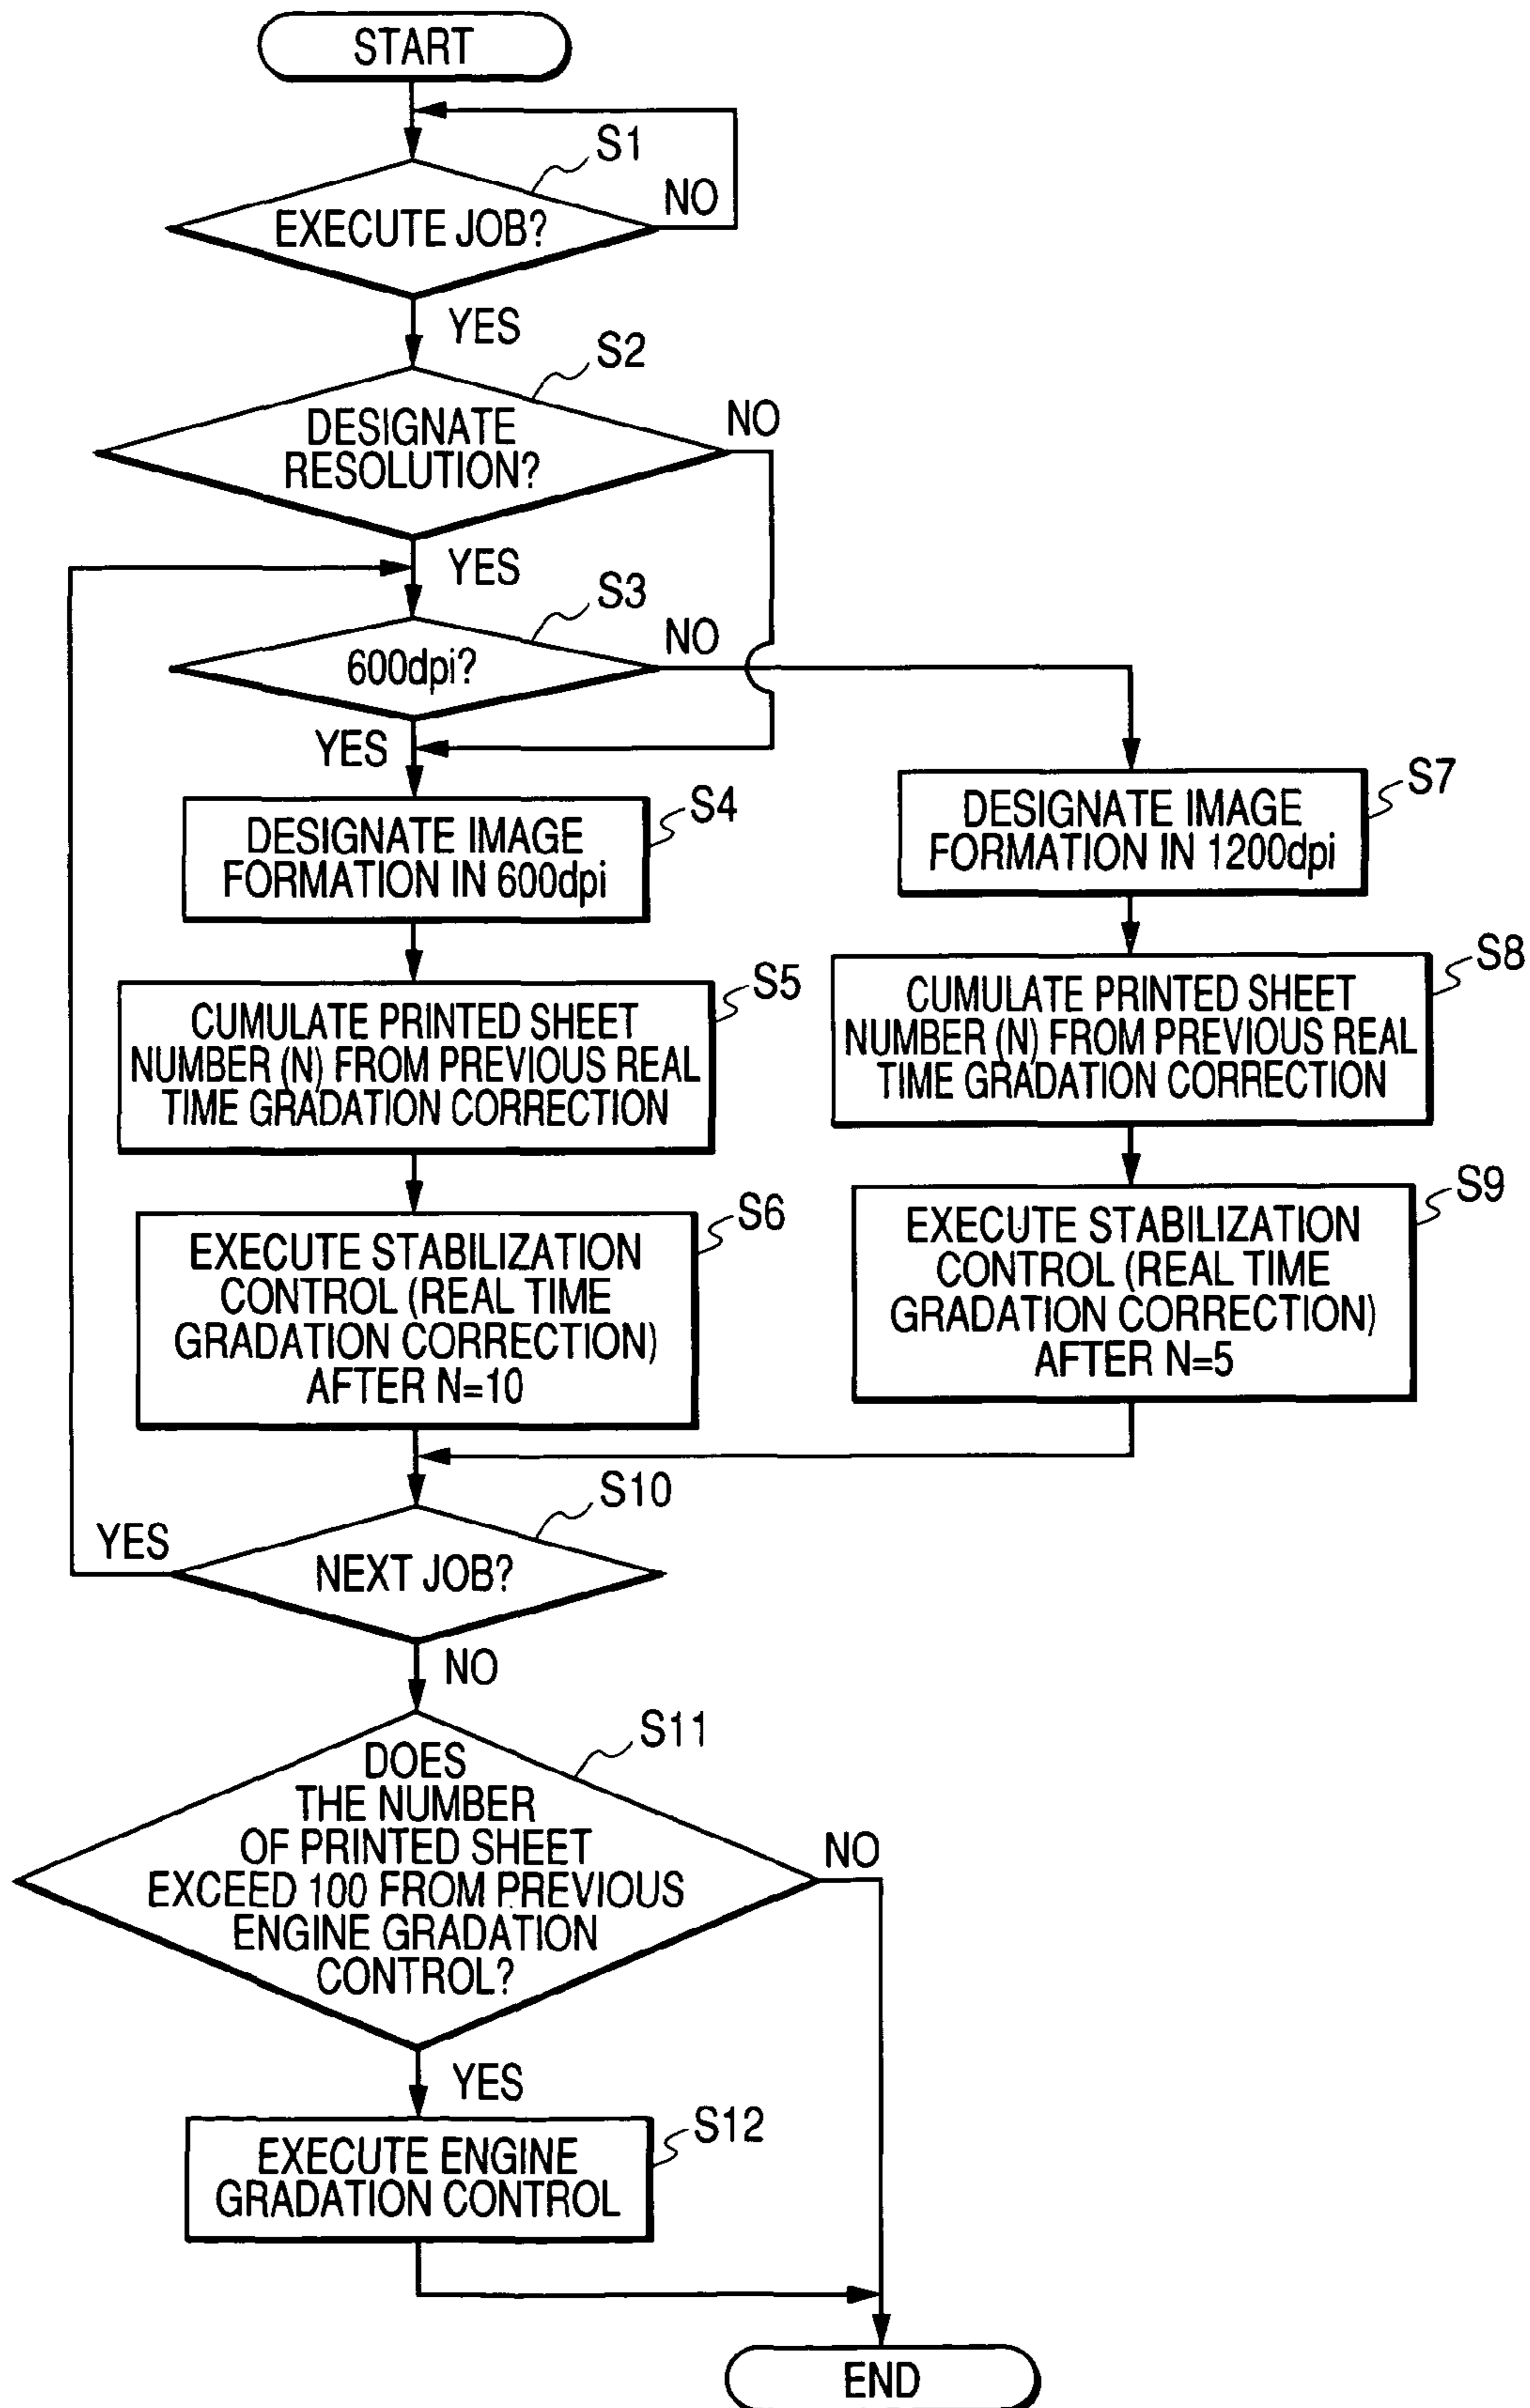 START
S1
EXECUTE JOB?
NO
YES
S2
DESIGNATE
RESOLUTION?
NO
YES
S3
600dpi?
NO
YES
S4
DESIGNATE IMAGE
FORMATION IN 600dpi
S5
CUMULATE PRINTED SHEET
NUMBER (N) FROM PREVIOUS REAL
TIME GRADATION CORRECTION
S6
EXECUTE STABILIZATION
CONTROL (REAL TIME
GRADATION CORRECTION)
AFTER N=10
S7
DESIGNATE IMAGE
FORMATION IN 1200dpi
S8
CUMULATE PRINTED SHEET
NUMBER (N) FROM PREVIOUS REAL
TIME GRADATION CORRECTION
S9
EXECUTE STABILIZATION
CONTROL (REAL TIME
GRADATION CORRECTION)
AFTER N=5
S10
YES
NEXT JOB?
NO
S11
DOES
THE NUMBER
OF PRINTED SHEET
EXCEED 100 FROM PREVIOUS
ENGINE GRADATION
CONTROL?
NO
YES
S12
EXECUTE ENGINE
GRADATION CONTROL
END